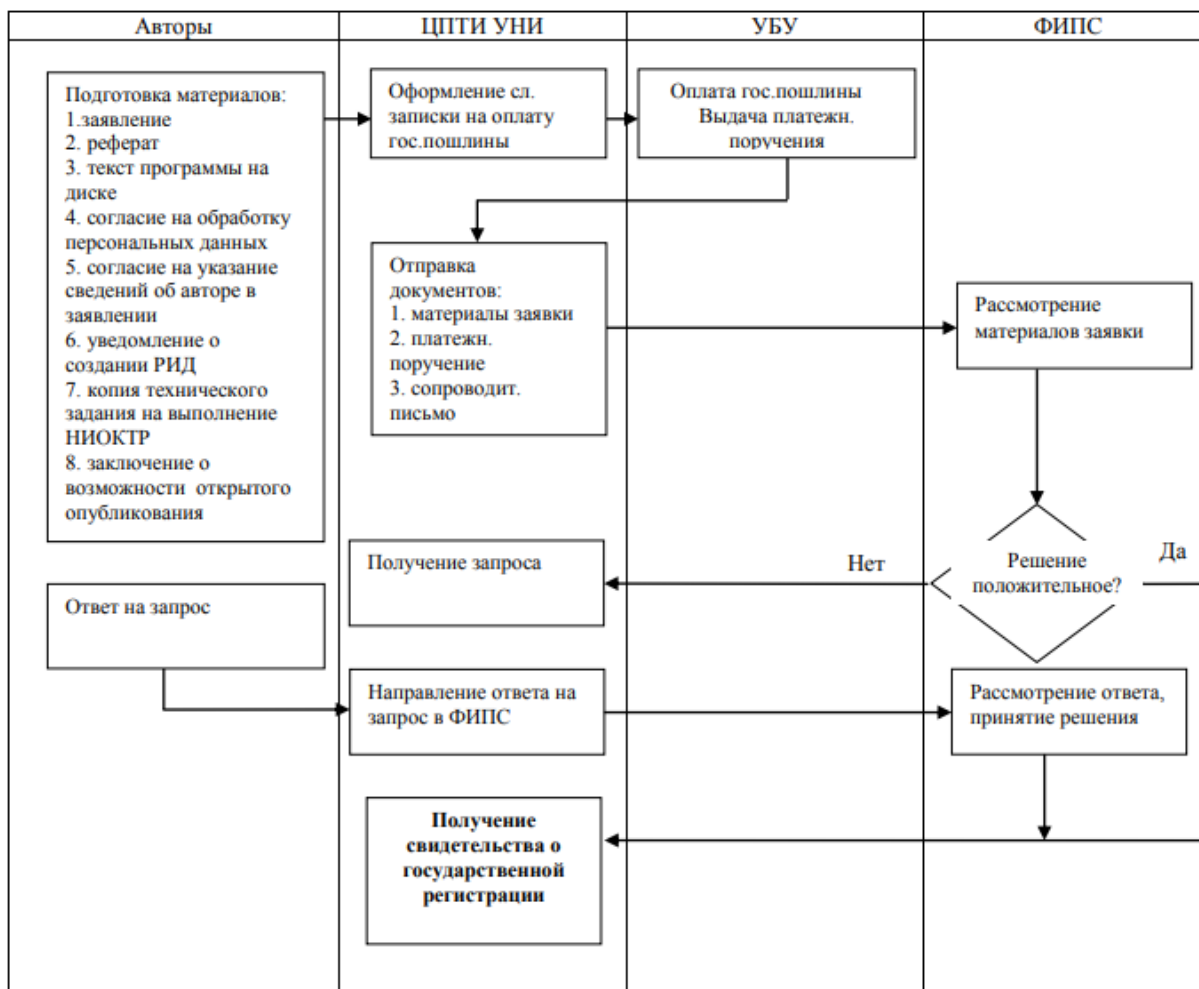 Авторы
ЦПТИ УНИ
УБУ
ФИПС
Подготовка материалов:
1.заявление
2. реферат
3. текст программы на
диске
4. согласие на обработку
персональных данных
5. согласие на указание
сведений об авторе в
заявлении
6. уведомление о
создании РИД
7. копия технического
задания на выполнение
НИОКТР
8. заключение о
возможности открытого
опубликования
Оформление сл.
записки на оплату
гос.пошлины
Оплата гос.пошлины
Выдача платежн.
поручения
Отправка
документов:
1. материалы заявки
2. платежн.
поручение
3. сопроводит.
письмо
Рассмотрение
материалов заявки
Решение
положительное?
Да
Нет
Получение запроса
Ответ на запрос
Направление ответа на
запрос в ФИПС
Рассмотрение ответа,
принятие решения
Получение
свидетельства о
государственной
регистрации